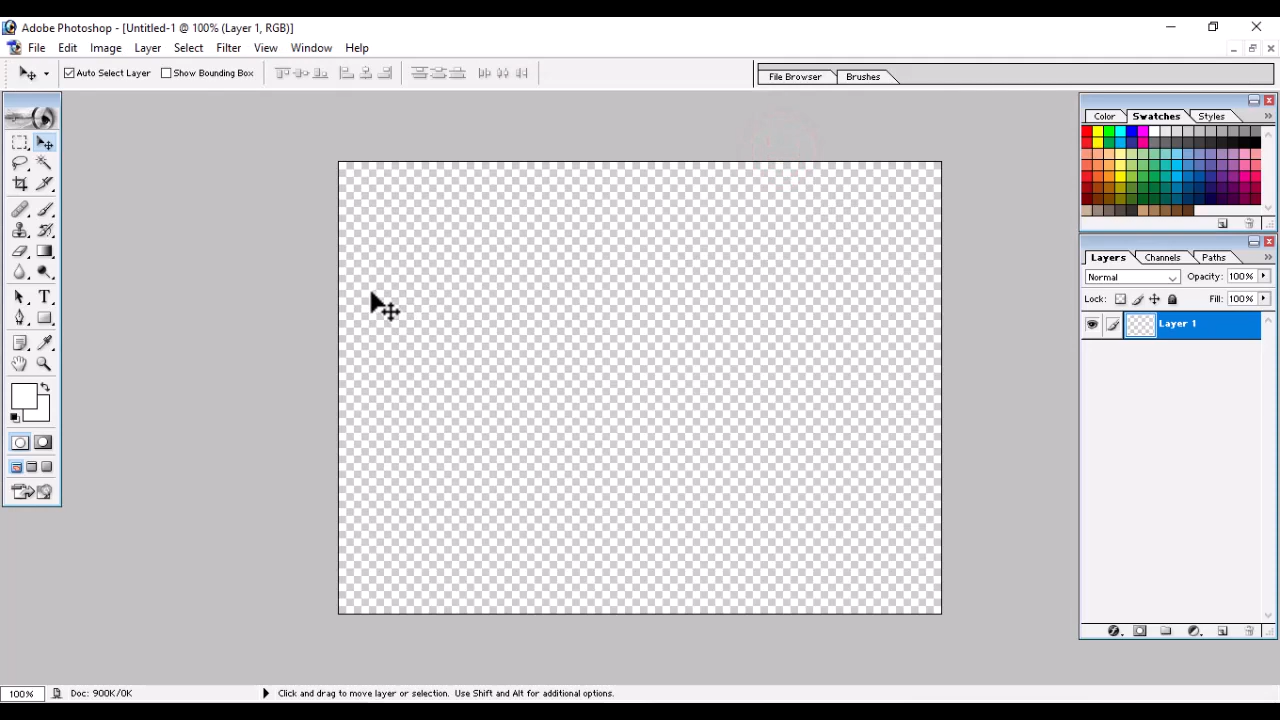 Adobe Photoshop - [Untitled-1 @ 100% (Layer 1, RGB)]
File Edit Image Layer Select Filter View Window Help
Auto Select Layer Show Bounding Box File Browser Brushes
Color Swatches Styles
Layers Channels Paths
Normal Opacity: 100%
Lock: Fill: 100%
Layer 1
T
100% Doc: 900K/0K Click and drag to move layer or selection. Use Shift and Alt for additional options.